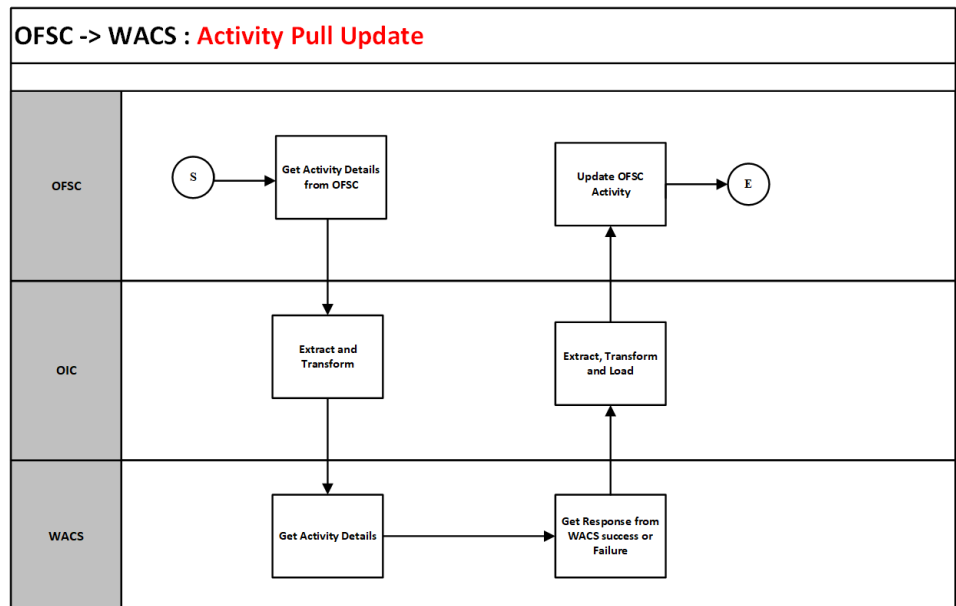 OFSC -> WACS : Activity Pull Update
OFSC
S
Get Activity Details
from OFSC
Update OFSC
Activity
E
OIC
Extract and
Transform
Extract, Transform
and Load
WACS
Get Activity Details
Get Response from
WACS success or
Failure